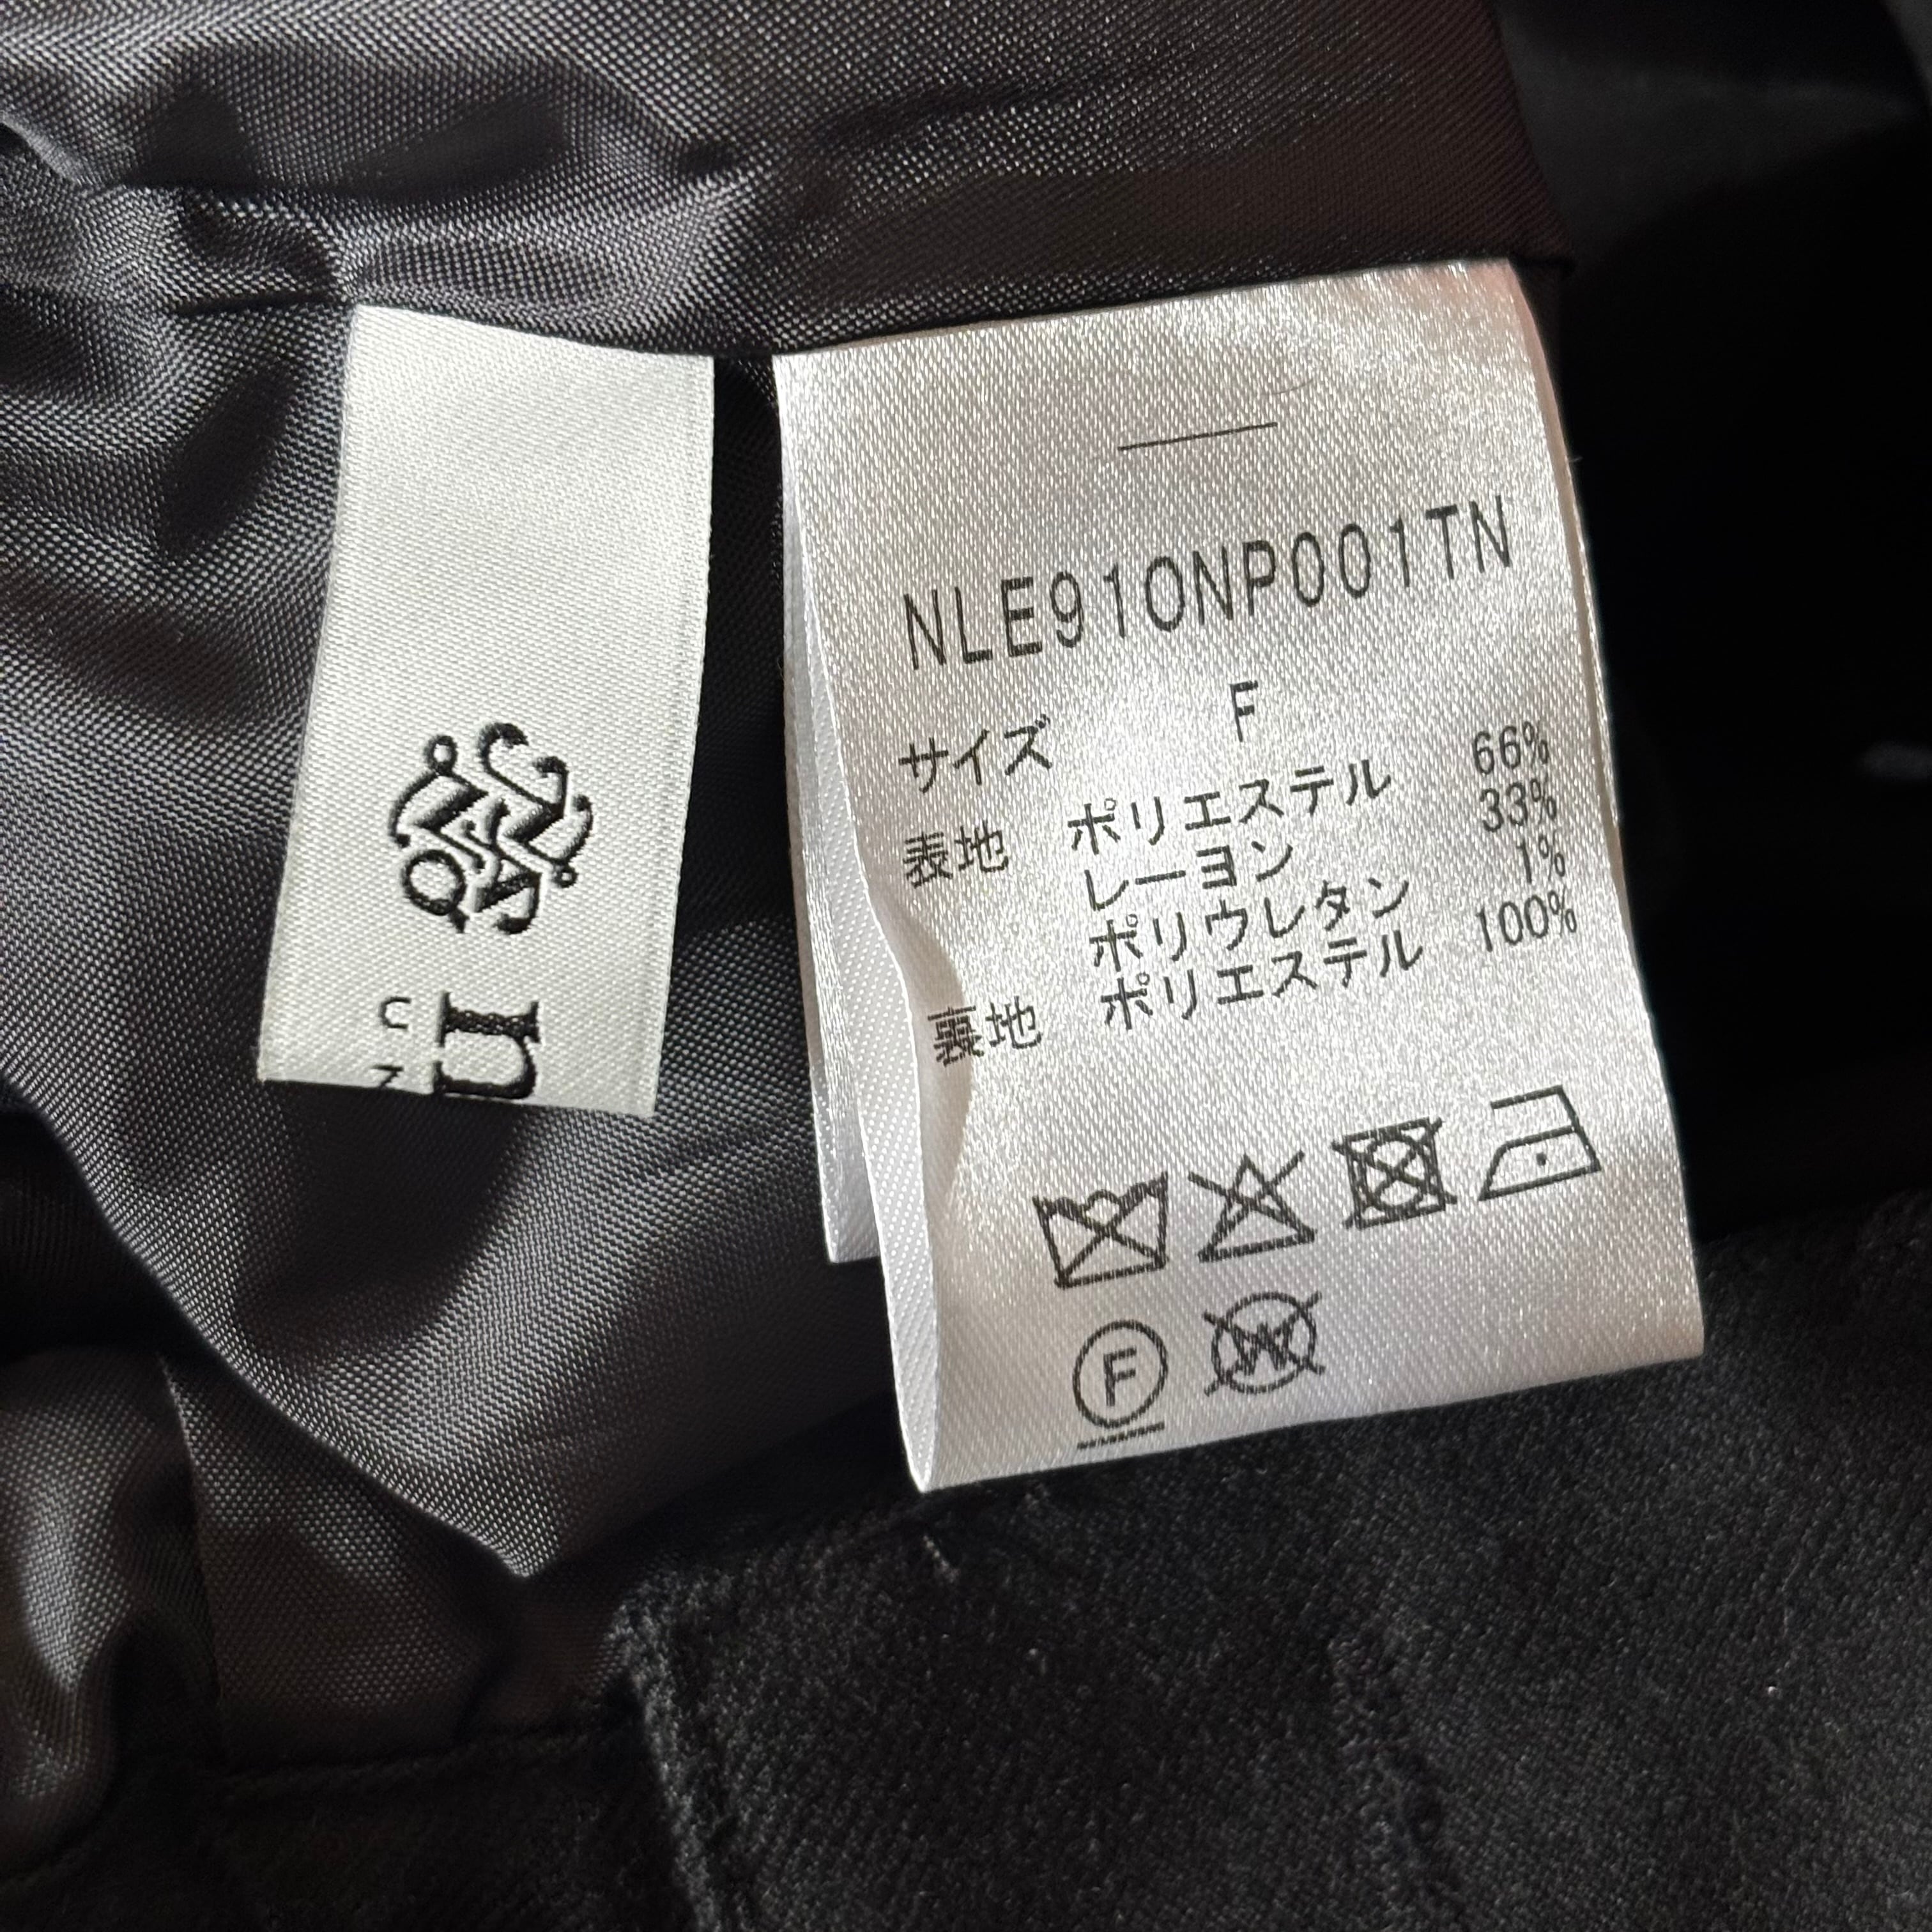 NLE910NP001TN
サイズ F
表地 ポリエステル 66%
レーヨン 33%
ポリウレタン 1%
裏地 ポリエステル 100%
F
W